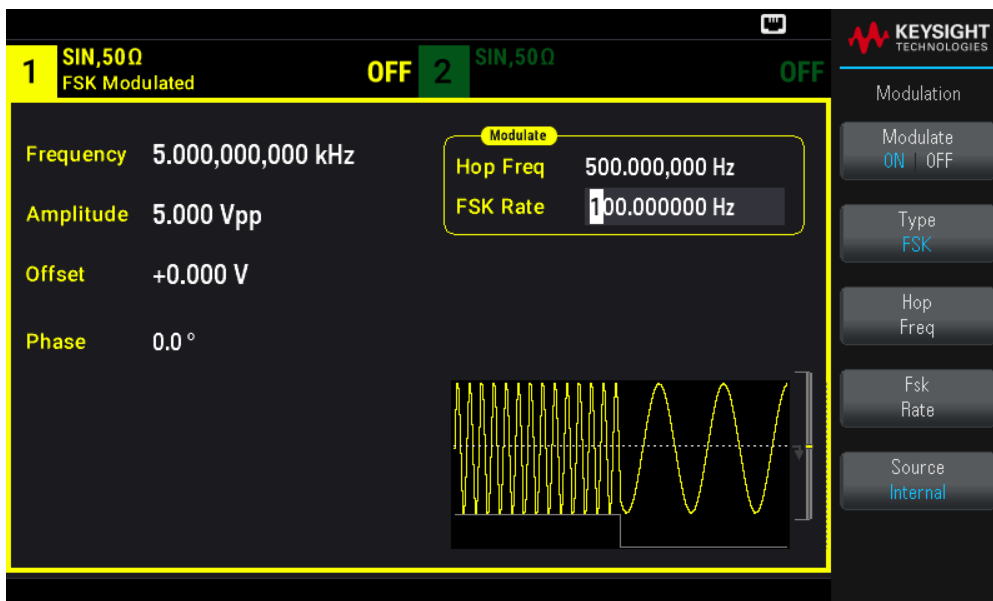 KEYSIGHT
TECHNOLOGIES
1 SIN,50Ω
FSK Modulated
OFF
2 SIN,50Ω
OFF
Frequency 5.000,000,000 kHz
Amplitude 5.000 Vpp
Offset +0.000 V
Phase 0.0 °
Modulate
Hop Freq 500.000,000 Hz
FSK Rate 100.000000 Hz
Modulation
Modulate
ON | OFF
Type
FSK
Hop
Freq
Fsk
Rate
Source
Internal